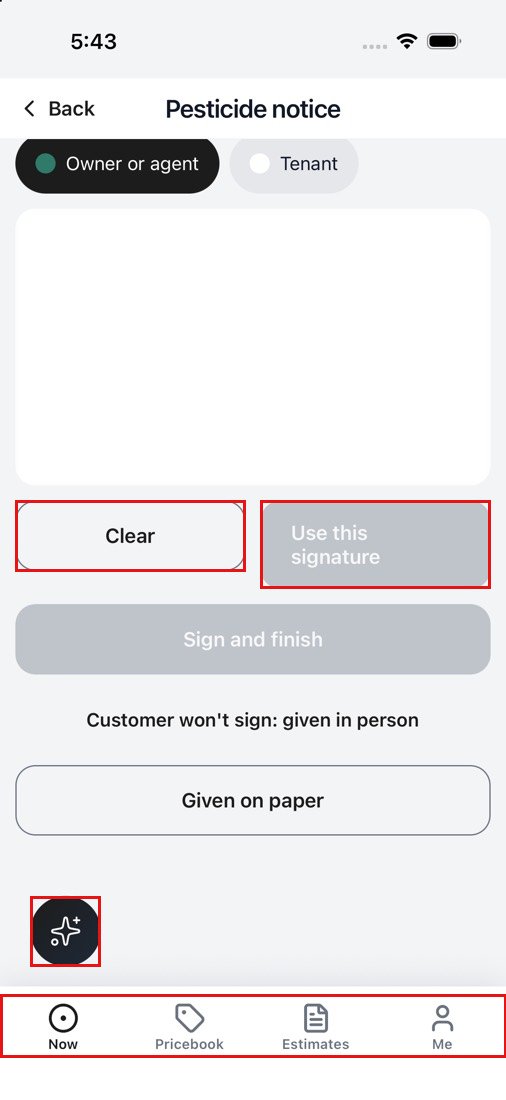 5:43
Back
Pesticide notice
Owner or agent
Tenant
Clear
Use this
signature
Sign and finish
Customer won't sign: given in person
Given on paper
Now
Pricebook
Estimates
Me